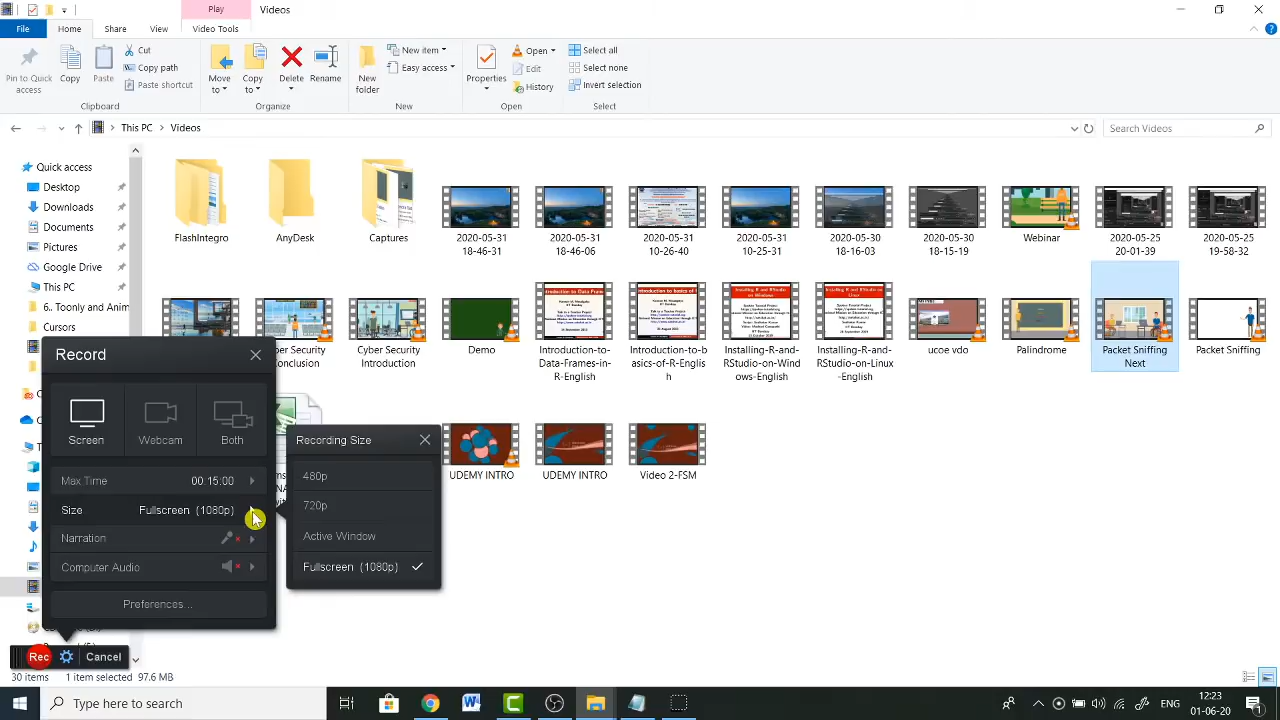 Play
Videos
File
Home
Share
View
Video Tools
Pin to Quick
access
Copy
Paste
Cut
Copy path
Paste shortcut
Clipboard
Move
to
Copy
to
Delete
Rename
Organize
New
folder
New item
Easy access
New
Properties
Open
Edit
History
Open
Select all
Select none
Invert selection
Select
This PC
Videos
Search Videos
Quick access
Desktop
Downloads
Documents
Pictures
Google Drive
This PC
FlashIntegro
AnyDesk
Captures
2020-05-31
18-46-31
2020-05-31
18-46-06
2020-05-31
10-26-40
2020-05-31
10-25-31
2020-05-30
18-16-03
2020-05-30
18-15-19
Webinar
2020-05-25
20-01-39
2020-05-25
19-58-32
Cyber Security
Introduction
Demo
Introduction-to-
Data-Frames-in-
R-English
Introduction-to-b
asics-of-R-Englis
h
Installing-R-and-
RStudio-on-Wind
ows-English
Installing-R-and-
RStudio-on-Linux
-English
ucoe vdo
Palindrome
Packet Sniffing
Next
Packet Sniffing
UDEMY INTRO
UDEMY INTRO
Video 2-FSM
Record
Screen
Webcam
Both
Max Time
00:15:00
Size
Fullscreen (1080p)
Narration
Computer Audio
Preferences...
Rec
Cancel
Recording Size
480p
720p
Active Window
Fullscreen (1080p)
30 items
1 item selected 97.6 MB
Type here to search
ENG
12:23
01-06-20